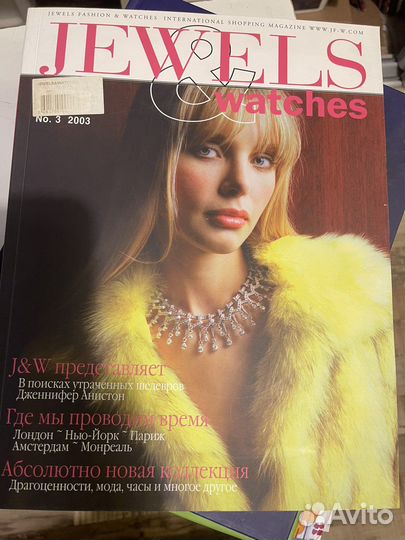 JEWELS FASHION & WATCHES INTERNATIONAL SHOPPING MAGAZINE WWW.JF-W.COM
JEWELS
&
watches
No. 3 2003
J&W представляет
В поисках утраченных шедевров
Дженнифер Анистон
Где мы проводим время
Лондон ~ Нью-Йорк ~ Париж
Амстердам ~ Монреаль
Абсолютно новая коллекция
Драгоценности, мода, часы и многое другое
Avito